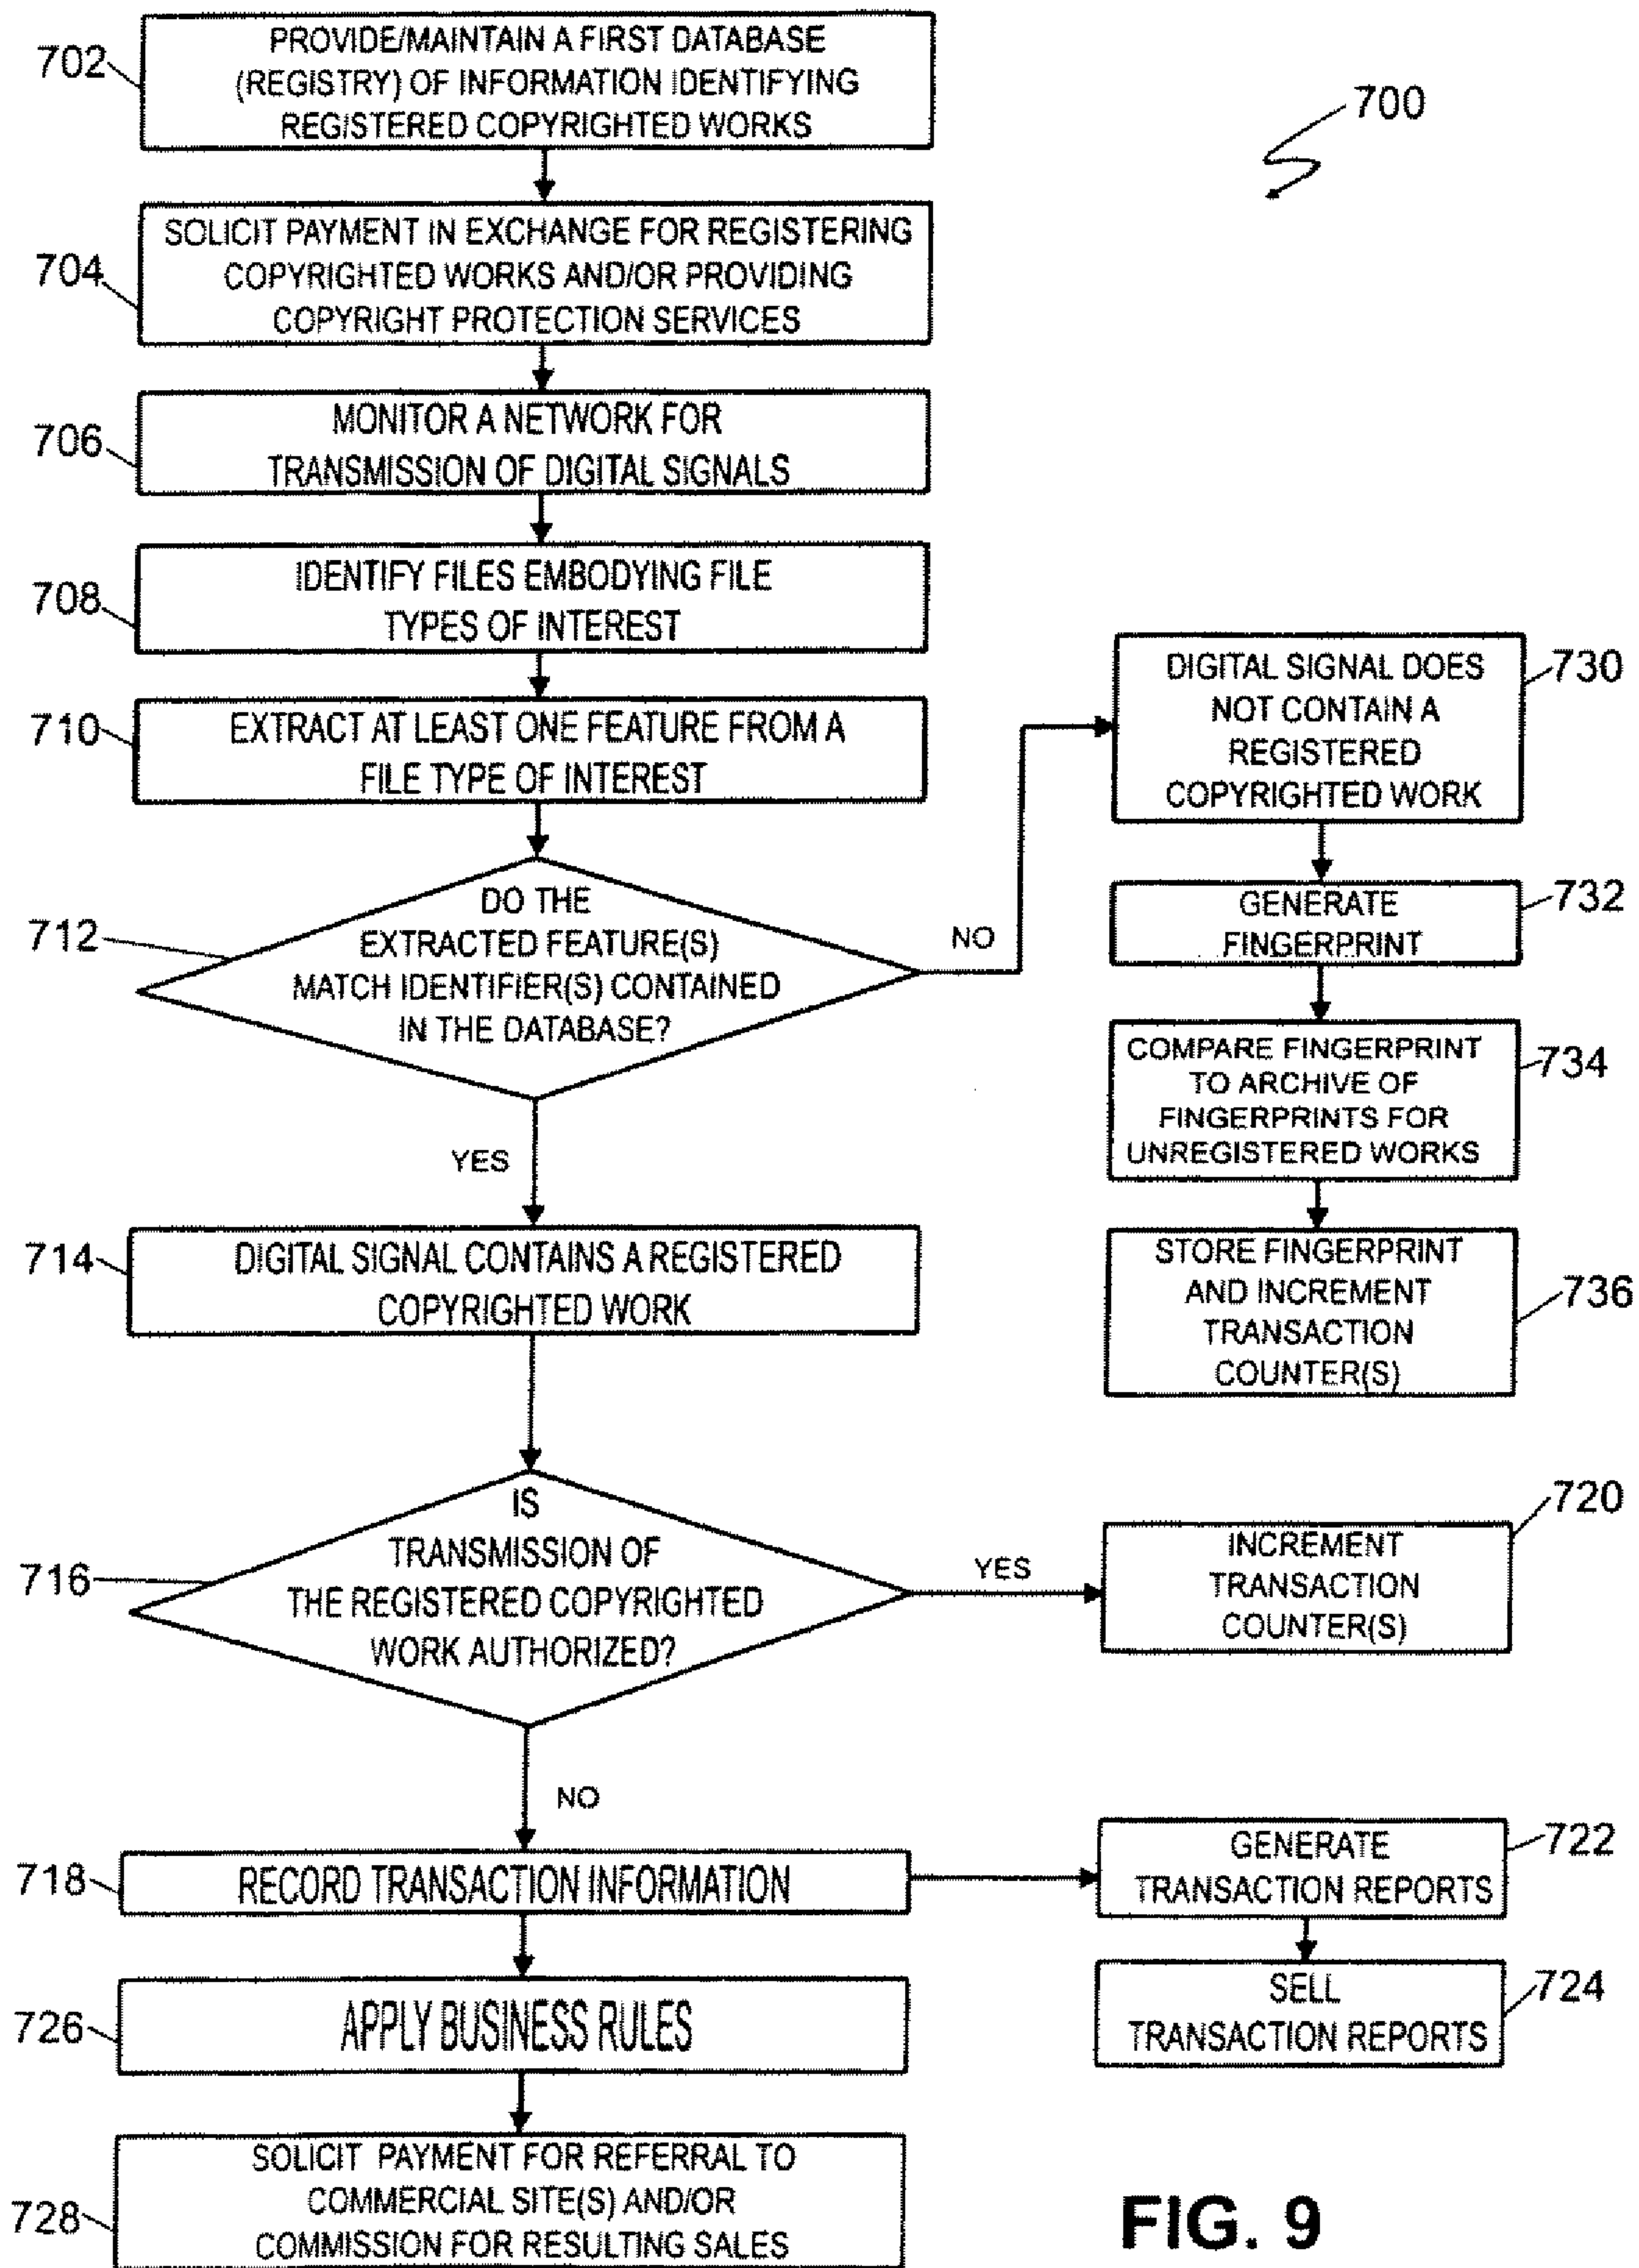 702
PROVIDE/MAINTAIN A FIRST DATABASE
(REGISTRY) OF INFORMATION IDENTIFYING
REGISTERED COPYRIGHTED WORKS
700
704
SOLICIT PAYMENT IN EXCHANGE FOR REGISTERING
COPYRIGHTED WORKS AND/OR PROVIDING
COPYRIGHT PROTECTION SERVICES
706
MONITOR A NETWORK FOR
TRANSMISSION OF DIGITAL SIGNALS
708
IDENTIFY FILES EMBODYING FILE
TYPES OF INTEREST
710
EXTRACT AT LEAST ONE FEATURE FROM A
FILE TYPE OF INTEREST
712
DO THE
EXTRACTED FEATURE(S)
MATCH IDENTIFIER(S) CONTAINED
IN THE DATABASE?
NO
730
DIGITAL SIGNAL DOES
NOT CONTAIN A
REGISTERED
COPYRIGHTED WORK
732
GENERATE
FINGERPRINT
734
COMPARE FINGERPRINT
TO ARCHIVE OF
FINGERPRINTS FOR
UNREGISTERED WORKS
736
STORE FINGERPRINT
AND INCREMENT
TRANSACTION
COUNTER(S)
YES
714
DIGITAL SIGNAL CONTAINS A REGISTERED
COPYRIGHTED WORK
716
IS
TRANSMISSION OF
THE REGISTERED COPYRIGHTED
WORK AUTHORIZED?
YES
720
INCREMENT
TRANSACTION
COUNTER(S)
NO
718
RECORD TRANSACTION INFORMATION
722
GENERATE
TRANSACTION REPORTS
724
SELL
TRANSACTION REPORTS
726
APPLY BUSINESS RULES
728
SOLICIT PAYMENT FOR REFERRAL TO
COMMERCIAL SITE(S) AND/OR
COMMISSION FOR RESULTING SALES
FIG. 9